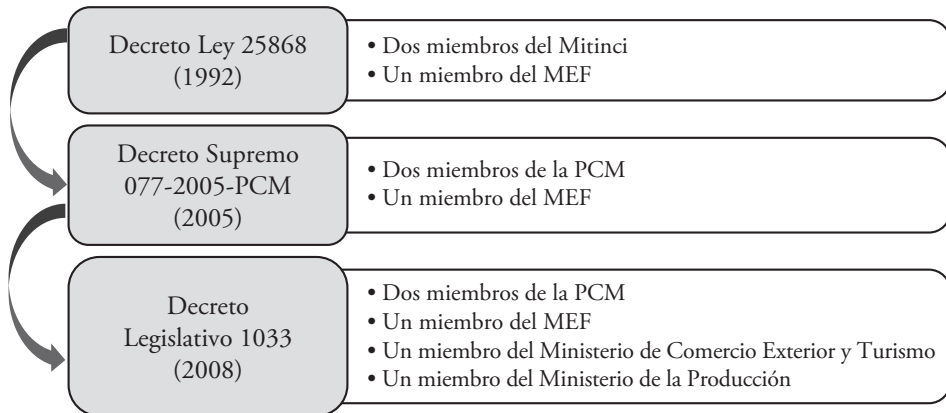 Decreto Ley 25868
(1992)
• Dos miembros del Mitinci
• Un miembro del MEF
Decreto Supremo
077-2005-PCM
(2005)
• Dos miembros de la PCM
• Un miembro del MEF
Decreto
Legislativo 1033
(2008)
• Dos miembros de la PCM
• Un miembro del MEF
• Un miembro del Ministerio de Comercio Exterior y Turismo
• Un miembro del Ministerio de la Producción